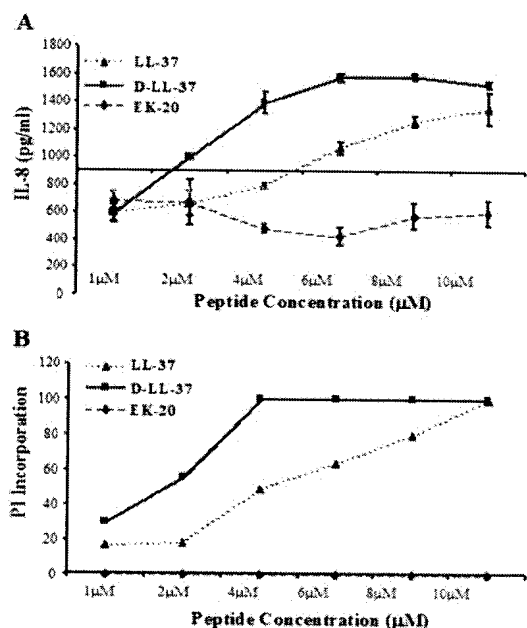 A
1800
1600
1400
1200
1000
800
600
400
200
0
IL-8 (pg/ml)
LL-37
D-LL-37
EK-20
1µM 2µM 4µM 6µM 8µM 10µM
Peptide Concentration (µM)
B
120
100
80
60
40
20
0
PI Incorporation
LL-37
D-LL-37
EK-20
1µM 2µM 4µM 6µM 8µM 10µM
Peptide Concentration (µM)